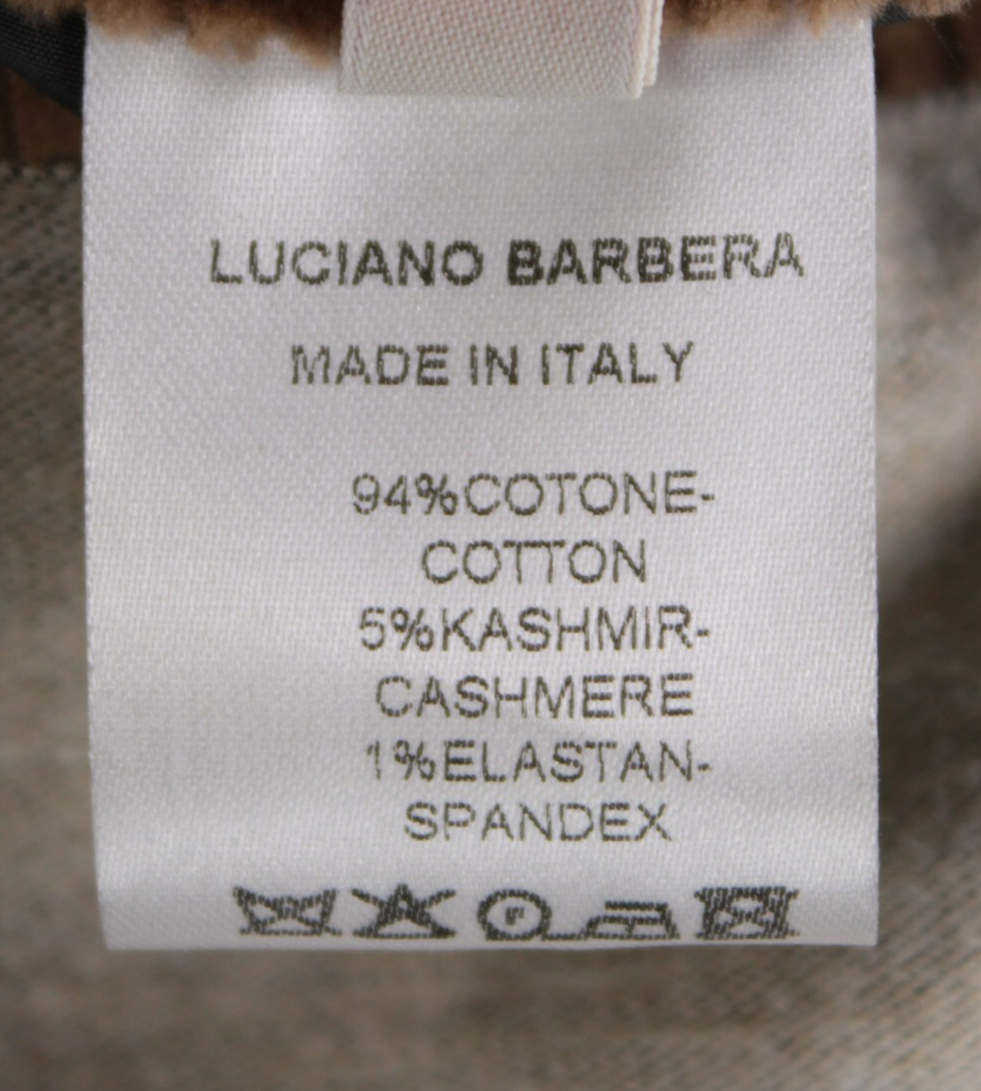 LUCIANO BARBERA
MADE IN ITALY
94%COTONE-
COTTON
5%KASHMIR-
CASHMERE
1%ELASTAN-
SPANDEX